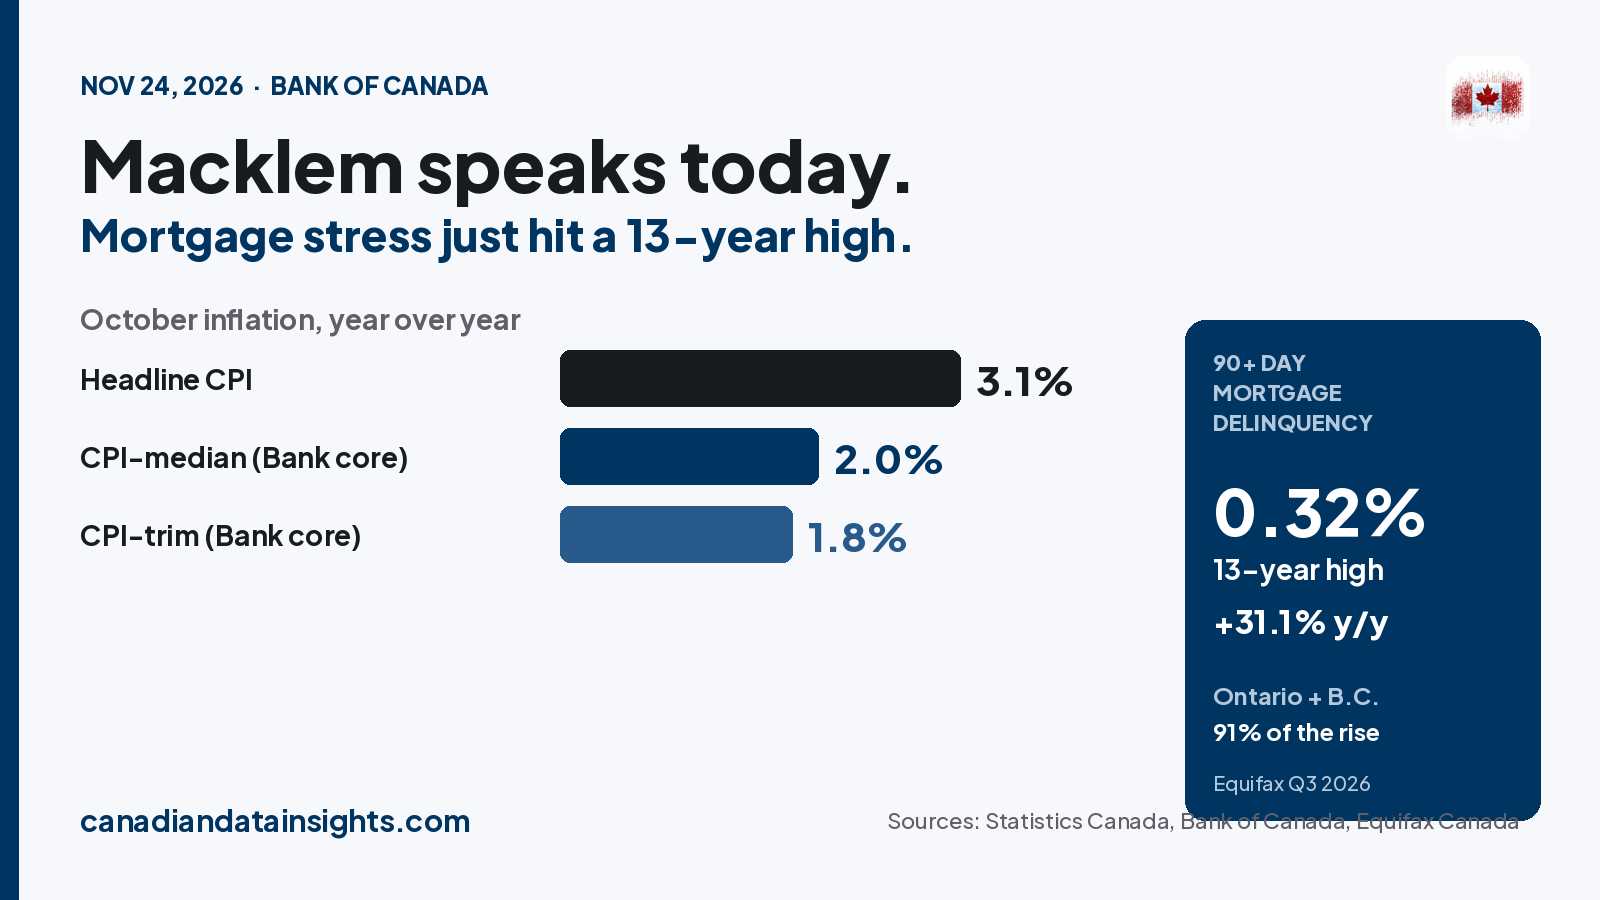 NOV 24, 2026 · BANK OF CANADA
Macklem speaks today.
Mortgage stress just hit a 13-year high.
October inflation, year over year
Headline CPI 3.1%
CPI-median (Bank core) 2.0%
CPI-trim (Bank core) 1.8%
90+ DAY
MORTGAGE
DELINQUENCY
0.32%
13-year high
+31.1% y/y
Ontario + B.C.
91% of the rise
Equifax Q3 2026
canadiandatainsights.com
Sources: Statistics Canada, Bank of Canada, Equifax Canada